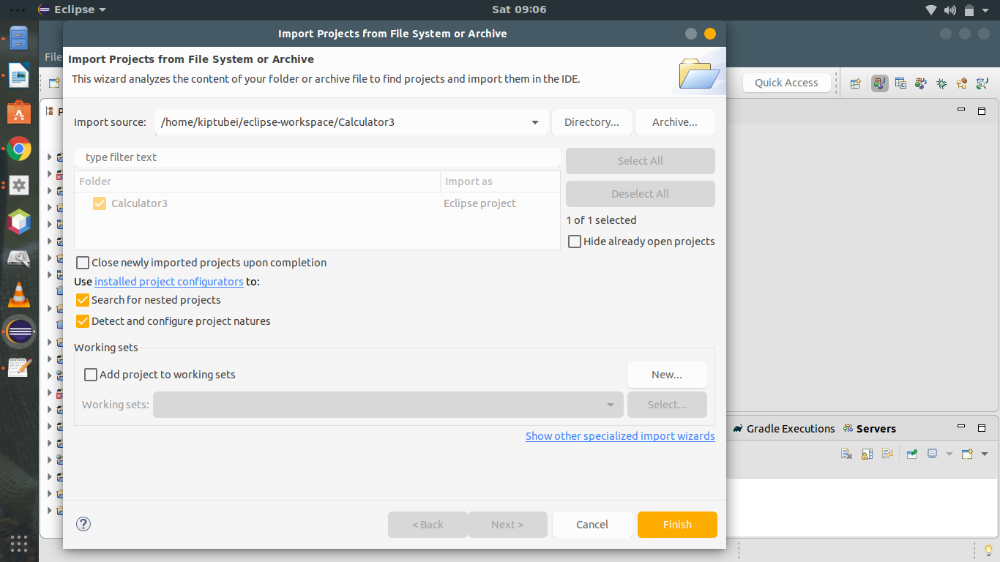 Eclipse
Sat 09:06
Import Projects from File System or Archive
File
Import Projects from File System or Archive
This wizard analyzes the content of your folder or archive file to find projects and import them in the IDE.
Quick Access
Import source: /home/kiptubei/eclipse-workspace/Calculator3 Directory... Archive...
type filter text Select All
Folder Import as
Deselect All
Calculator3 Eclipse project
1 of 1 selected
Hide already open projects
Close newly imported projects upon completion
Use installed project configurators to:
Search for nested projects
Detect and configure project natures
Working sets
Add project to working sets New...
Working sets: Select...
Gradle Executions Servers
Show other specialized import wizards
< Back Next > Cancel Finish